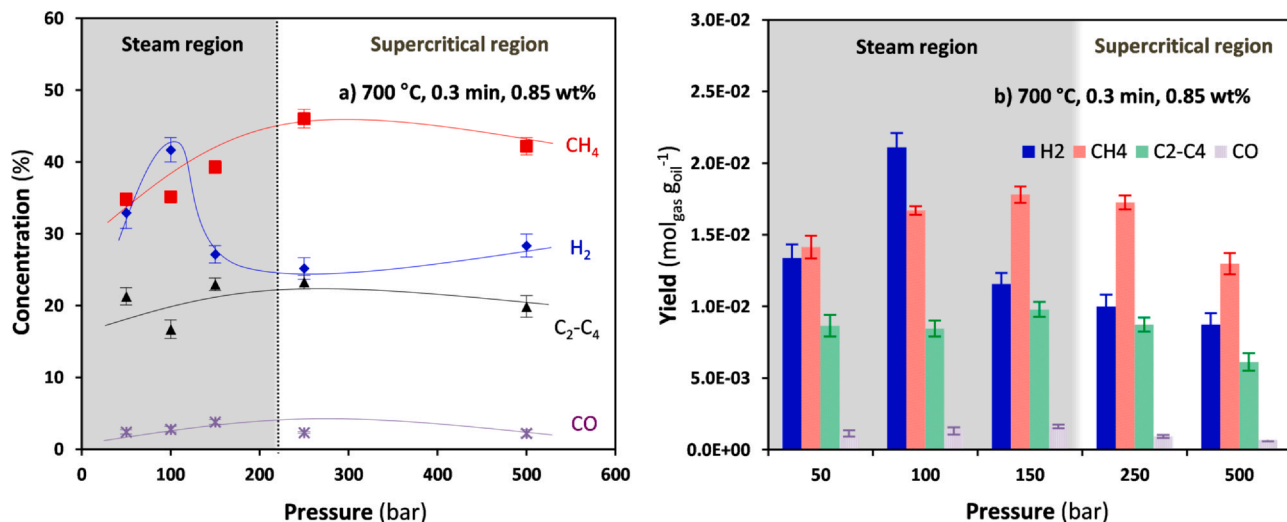 60
50
40
30
20
10
0
0 100 200 300 400 500 600
Concentration (%)
Pressure (bar)
Steam region
Supercritical region
a) 700 °C, 0.3 min, 0.85 wt%
CH₄
H₂
C₂–C₄
CO
3.0E-02
2.5E-02
2.0E-02
1.5E-02
1.0E-02
5.0E-03
0.0E+00
50 100 150 250 500
Yield (mol_gas g_oil⁻¹)
Pressure (bar)
Steam region
Supercritical region
b) 700 °C, 0.3 min, 0.85 wt%
H2 CH4 C2-C4 CO